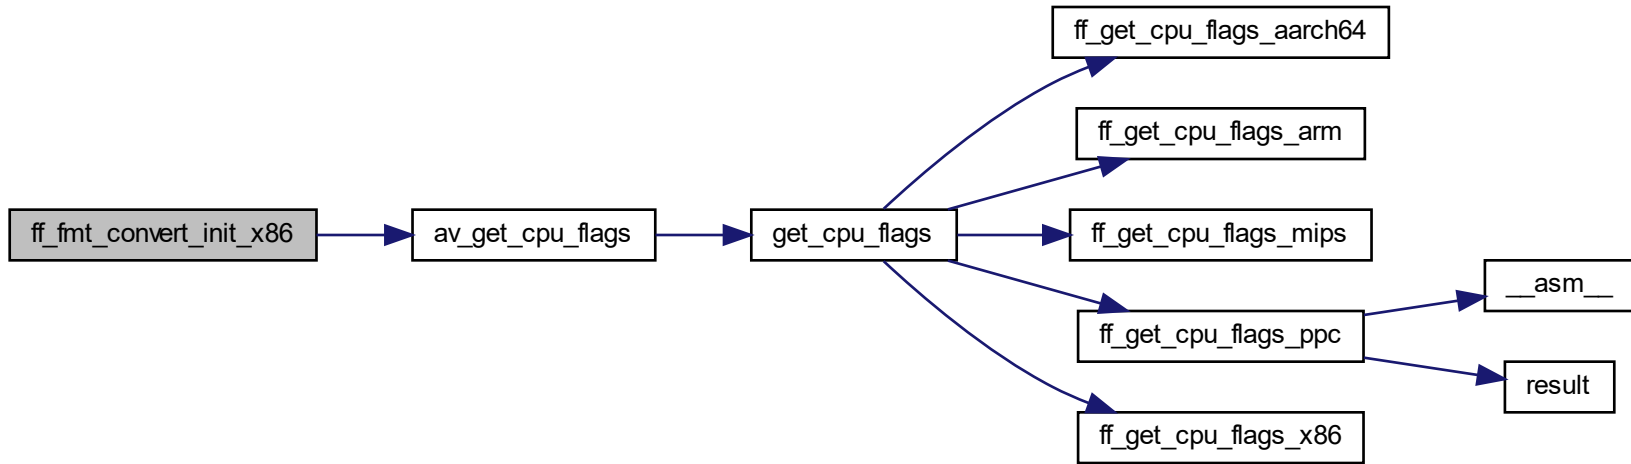 ff_fmt_convert_init_x86
av_get_cpu_flags
get_cpu_flags
ff_get_cpu_flags_aarch64
ff_get_cpu_flags_arm
ff_get_cpu_flags_mips
ff_get_cpu_flags_ppc
ff_get_cpu_flags_x86
__asm__
result